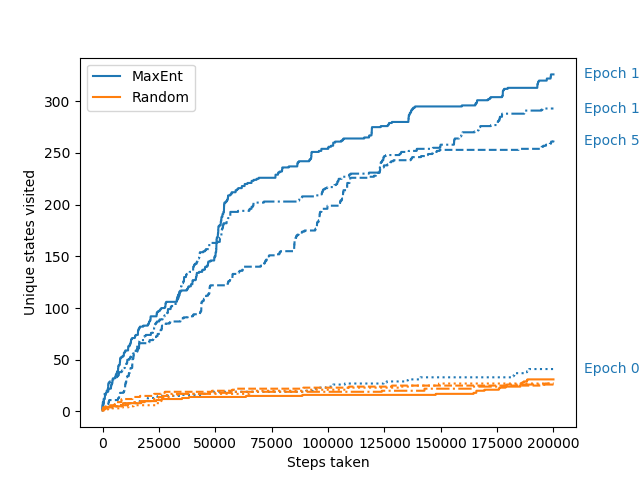 MaxEnt
Random
Epoch 1
Epoch 1
Epoch 5
Epoch 0
Unique states visited
300
250
200
150
100
50
0
0 25000 50000 75000 100000 125000 150000 175000 200000
Steps taken